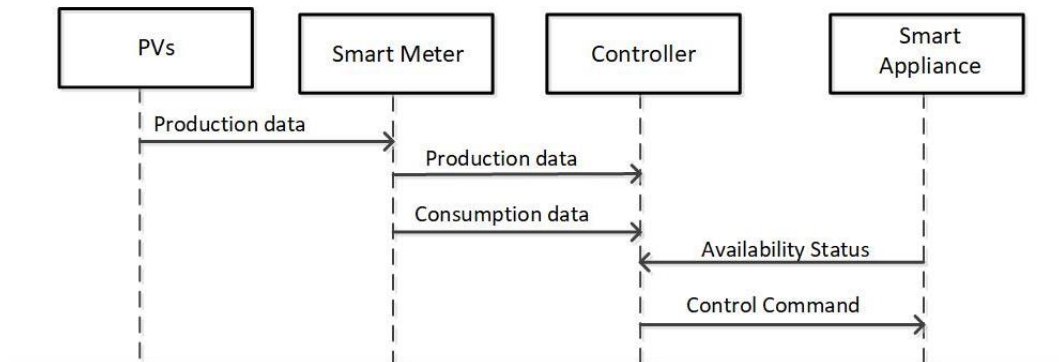 PVs
Smart Meter
Controller
Smart
Appliance
Production data
Production data
Consumption data
Availability Status
Control Command